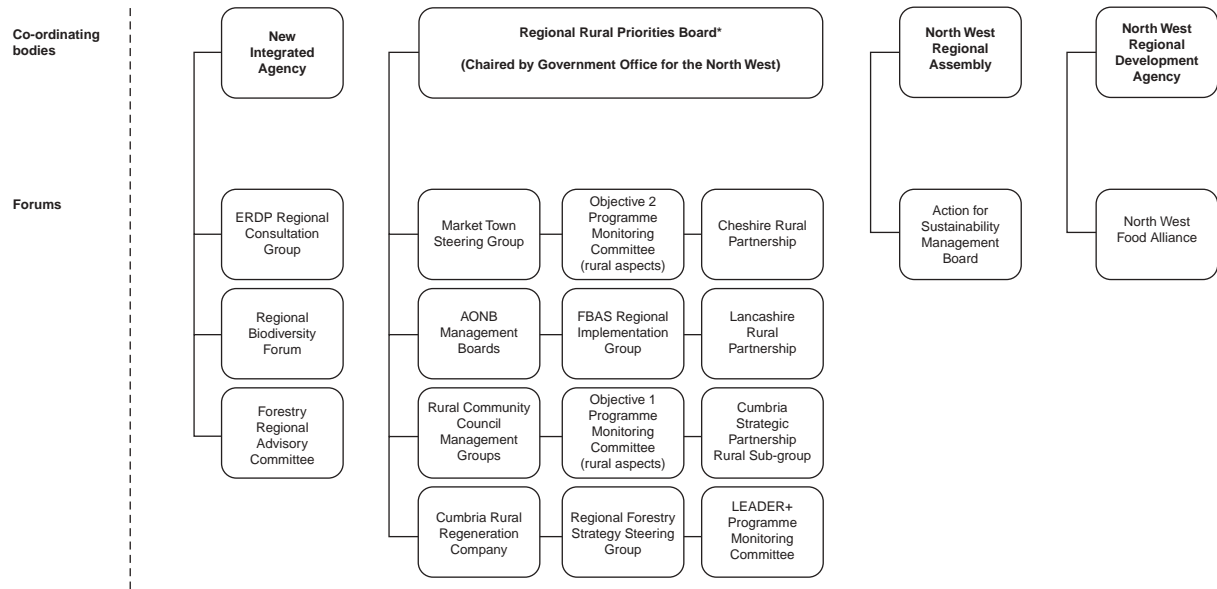 Co-ordinating
bodies
New
Integrated
Agency
Regional Rural Priorities Board*
(Chaired by Government Office for the North West)
North West
Regional
Assembly
North West
Regional
Development
Agency
Forums
ERDP Regional
Consultation
Group
Market Town
Steering Group
Objective 2
Programme
Monitoring
Committee
(rural aspects)
Cheshire Rural
Partnership
Action for
Sustainability
Management
Board
North West
Food Alliance
Regional
Biodiversity
Forum
AONB
Management
Boards
FBAS Regional
Implementation
Group
Lancashire
Rural
Partnership
Forestry
Regional
Advisory
Committee
Rural Community
Council
Management
Groups
Objective 1
Programme
Monitoring
Committee
(rural aspects)
Cumbria
Strategic
Partnership
Rural Sub-group
Cumbria Rural
Regeneration
Company
Regional Forestry
Strategy Steering
Group
LEADER+
Programme
Monitoring
Committee